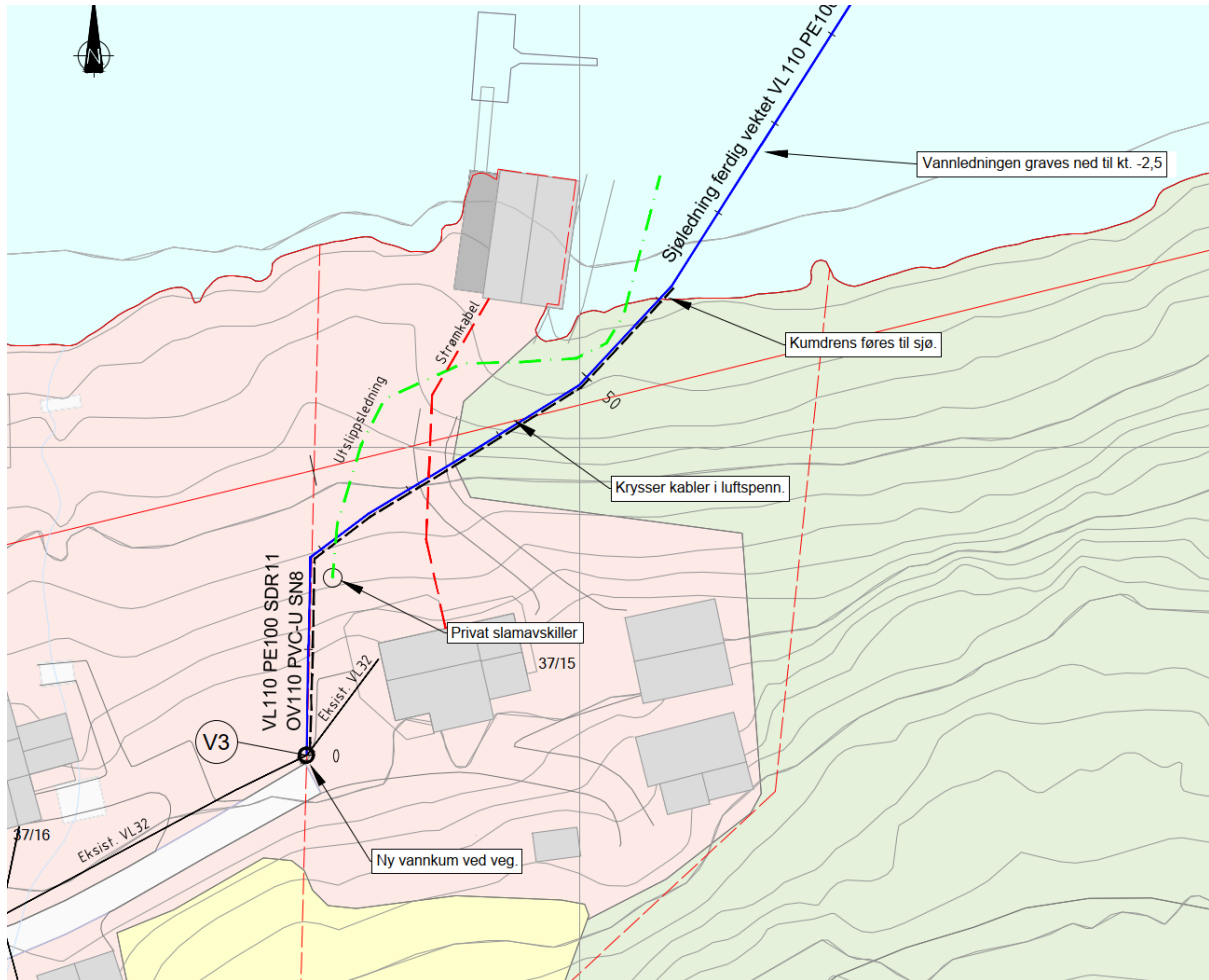 N
Sjøledning ferdig vektet VL110 PE100
Vannledningen graves ned til kt. -2,5
Strømkabel
Kumdrens føres til sjø.
Utslippsledning
50
Krysser kabler i luftspenn.
VL110 PE100 SDR11
OV110 PVC-U SN8
Privat slamavskiller
37/15
Eksist. VL32
V3
0
37/16
Eksist. VL32
Ny vannkum ved veg.